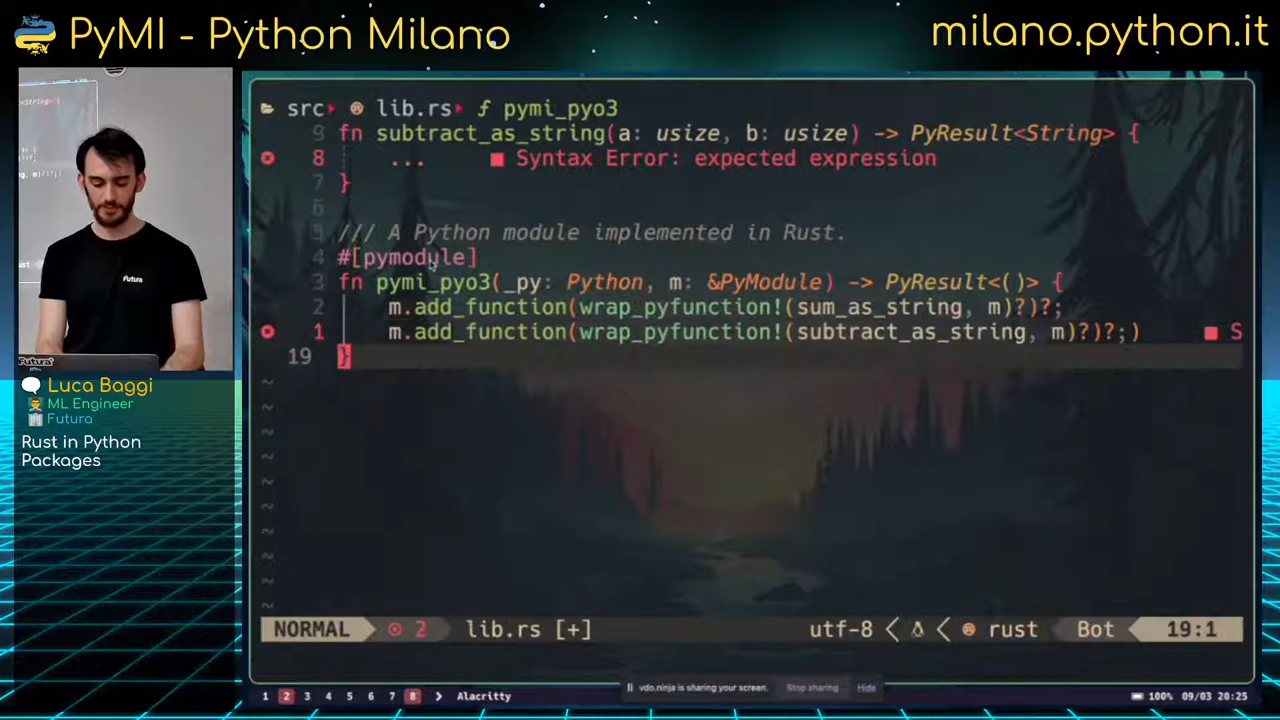 PyMI - Python Milano
milano.python.it
src
lib.rs
ƒ pymi_pyo3
9 fn subtract_as_string(a: usize, b: usize) -> PyResult<String> {
8 ... ■ Syntax Error: expected expression
7 }
6
5 /// A Python module implemented in Rust.
4 #[pymodule]
3 fn pymi_pyo3(_py: Python, m: &PyModule) -> PyResult<()> {
2 m.add_function(wrap_pyfunction!(sum_as_string, m)?)?;
1 m.add_function(wrap_pyfunction!(subtract_as_string, m)?)?;) ■ S
19 }
~
~
~
~
~
~
~
~
~
~
NORMAL 2 lib.rs [+] utf-8 rust Bot 19:1
1 2 3 4 5 6 7 8 Alacritty
vdo.ninja is sharing your screen. Stop sharing Hide
100% 09/03 20:25
futura
Futura
Luca Baggi
ML Engineer
Futura
Rust in Python
Packages